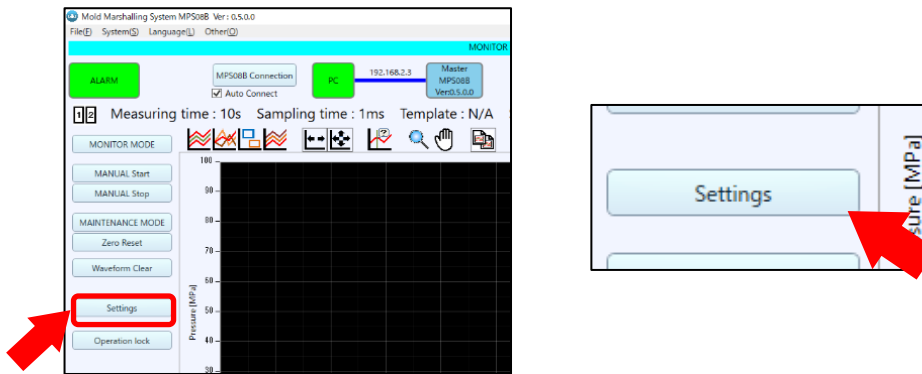 Mold Marshalling System MPS08B Ver : 0.5.0.0
File(F) System(S) Language(L) Other(O)
MONITOR
ALARM
MPS08B Connection
Auto Connect
PC
192.168.2.3
Master
MPS08B
Ver:0.5.0.0
1 2 Measuring time : 10s Sampling time : 1ms Template : N/A
MONITOR MODE
MANUAL Start
MANUAL Stop
MAINTENANCE MODE
Zero Reset
Waveform Clear
Settings
Operation lock
Pressure [MPa]
100
90
80
70
60
50
40
30
Settings
sure [MPa]